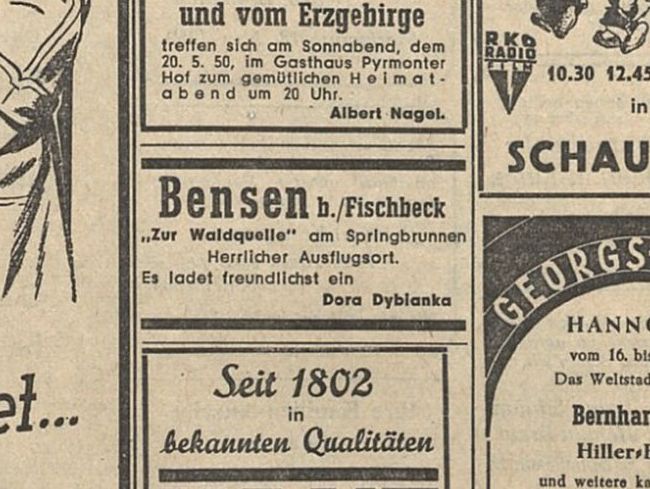 und vom Erzgebirge
treffen sich am Sonnabend, dem
20. 5. 50, im Gasthaus Pyrmonter
Hof zum gemütlichen Heimat-
abend um 20 Uhr.
Albert Nagel.
Bensen b./Fischbeck
„Zur Waldquelle" am Springbrunnen
Herrlicher Ausflugsort.
Es ladet freundlichst ein
Dora Dybianka
Seit 1802
in
bekannten Qualitäten
et...
RKO
RADIO
FILM
10.30 12.45
in
SCHAU
GEORGS-
HANNO
vom 16. bis
Das Weltstad
Bernhar
Hiller-
und weitere ka